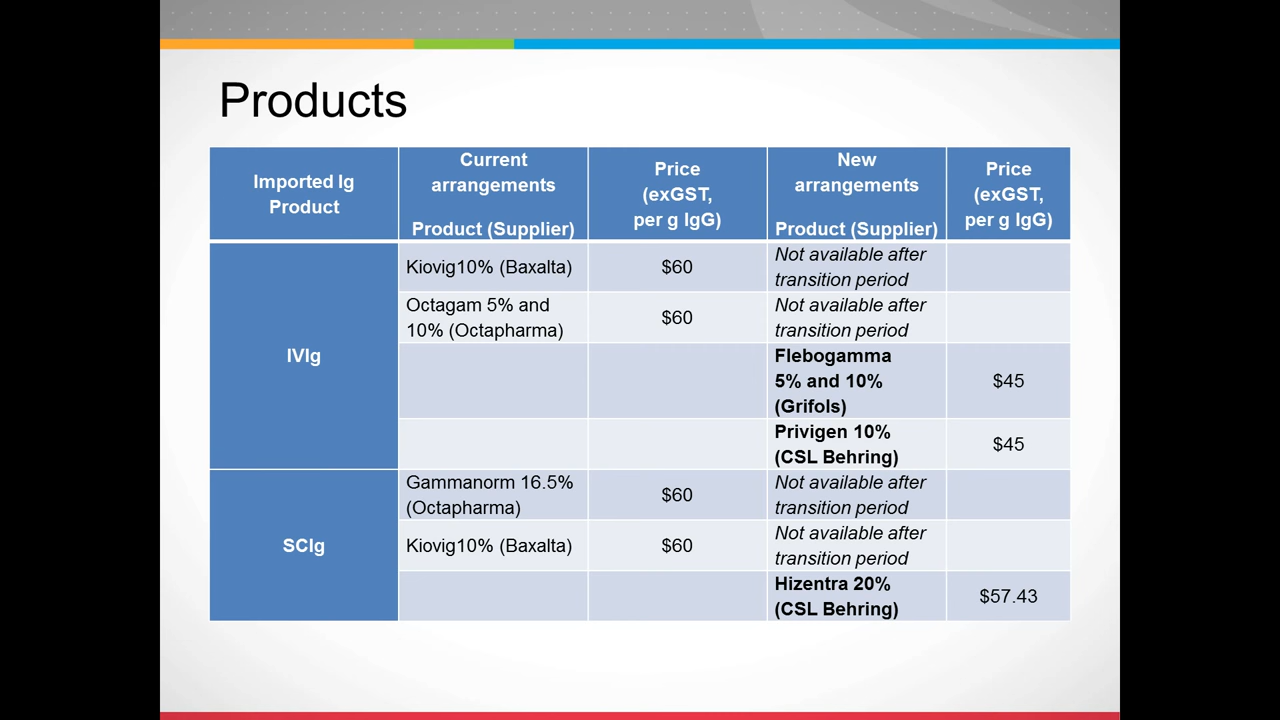 Products
Imported Ig
Product
Current
arrangements
Product (Supplier)
Price
(exGST,
per g IgG)
New
arrangements
Product (Supplier)
Price
(exGST,
per g IgG)
IVIg
Kiovig10% (Baxalta)
$60
Not available after
transition period
Octagam 5% and
10% (Octapharma)
$60
Not available after
transition period
Flebogamma
5% and 10%
(Grifols)
$45
Privigen 10%
(CSL Behring)
$45
SCIg
Gammanorm 16.5%
(Octapharma)
$60
Not available after
transition period
Kiovig10% (Baxalta)
$60
Not available after
transition period
Hizentra 20%
(CSL Behring)
$57.43